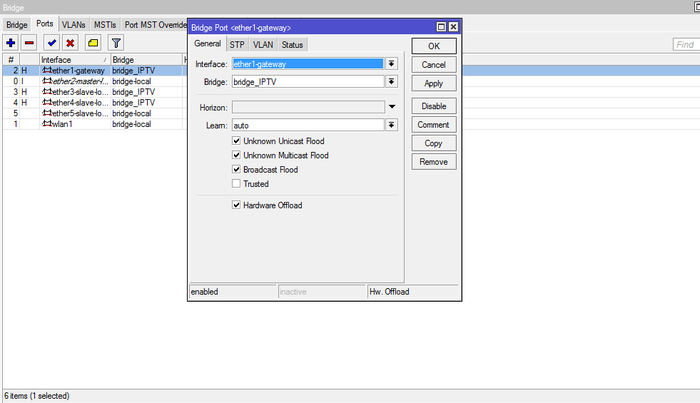 Bridge
Bridge Ports VLANs MSTIs Port MST Override
Find
# Interface Bridge
2 H ether1-gateway bridge_IPTV
0 I ether2-master-l... bridge-local
3 H ether3-slave-lo... bridge_IPTV
4 H ether4-slave-lo... bridge_IPTV
5 ether5-slave-lo... bridge-local
1 wlan1 bridge-local
Bridge Port <ether1-gateway>
General STP VLAN Status
Interface: ether1-gateway
Bridge: bridge_IPTV
Horizon:
Learn: auto
Unknown Unicast Flood
Unknown Multicast Flood
Broadcast Flood
Trusted
Hardware Offload
OK
Cancel
Apply
Disable
Comment
Copy
Remove
enabled inactive Hw. Offload
6 items (1 selected)